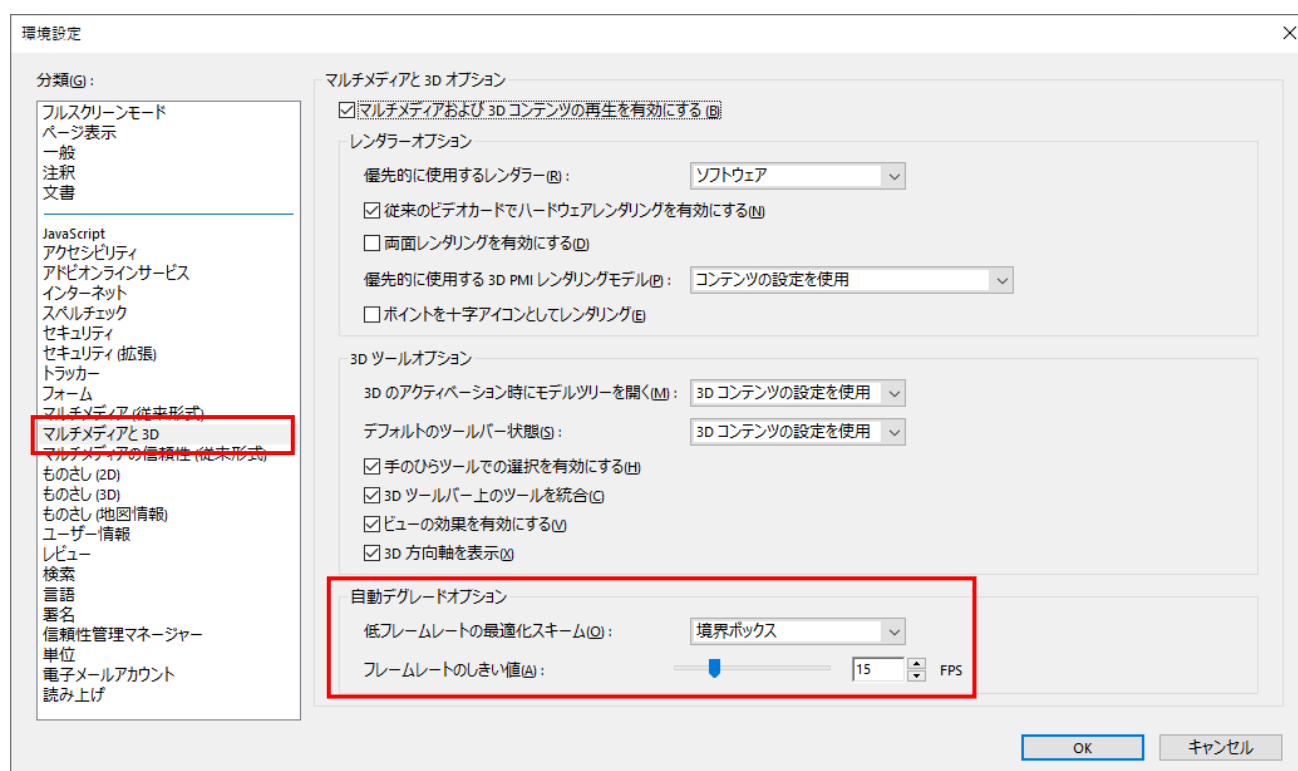 環境設定
分類(G):
フルスクリーンモード
ページ表示
一般
注釈
文書
JavaScript
アクセシビリティ
アドビオンラインサービス
インターネット
スペルチェック
セキュリティ
セキュリティ (拡張)
トラッカー
フォーム
マルチメディア (従来形式)
マルチメディアと 3D
マルチメディアの信頼性 (従来形式)
ものさし (2D)
ものさし (3D)
ものさし (地図情報)
ユーザー情報
レビュー
検索
言語
署名
信頼性管理マネージャー
単位
電子メールアカウント
読み上げ
マルチメディアと 3D オプション
マルチメディアおよび 3D コンテンツの再生を有効にする (B)
レンダラーオプション
優先的に使用するレンダラー(R): ソフトウェア
従来のビデオカードでハードウェアレンダリングを有効にする(N)
両面レンダリングを有効にする(D)
優先的に使用する 3D PMI レンダリングモデル(P): コンテンツの設定を使用
ポイントを十字アイコンとしてレンダリング(E)
3D ツールオプション
3D のアクティベーション時にモデルツリーを開く(M): 3D コンテンツの設定を使用
デフォルトのツールバー状態(S): 3D コンテンツの設定を使用
手のひらツールでの選択を有効にする(H)
3D ツールバー上のツールを統合(C)
ビューの効果を有効にする(V)
3D 方向軸を表示(X)
自動デグレードオプション
低フレームレートの最適化スキーム(O): 境界ボックス
フレームレートのしきい値(A): 15 FPS
OK キャンセル